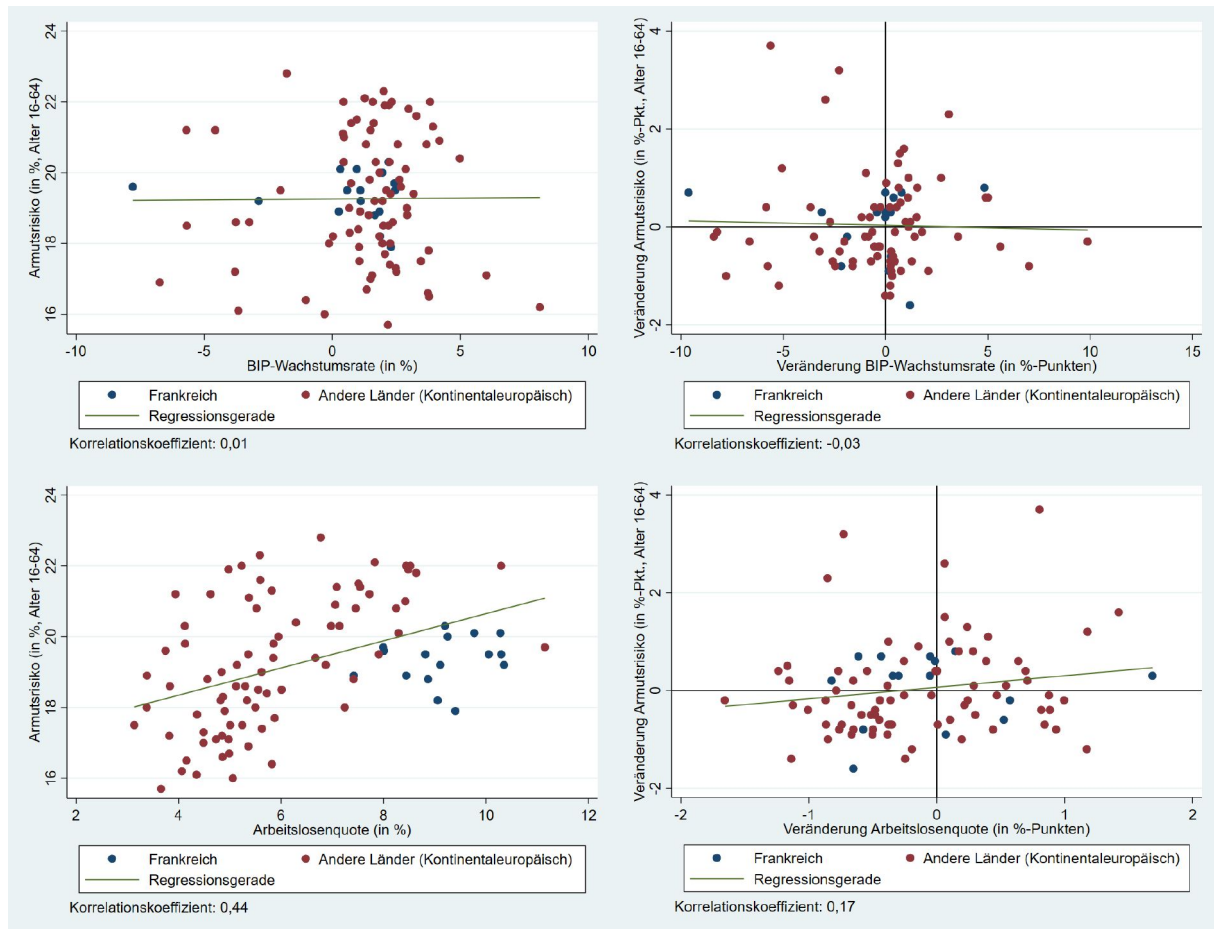 Armutsrisiko (in %, Alter 16-64)
24
22
20
18
16
-10 -5 0 5 10
BIP-Wachstumsrate (in %)
Frankreich Andere Länder (Kontinentaleuropäisch)
Regressionsgerade
Korrelationskoeffizient: 0,01
Veränderung Armutsrisiko (in %-Pkt., Alter 16-64)
4
2
0
-2
-10 -5 0 5 10 15
Veränderung BIP-Wachstumsrate (in %-Punkten)
Frankreich Andere Länder (Kontinentaleuropäisch)
Regressionsgerade
Korrelationskoeffizient: -0,03
Armutsrisiko (in %, Alter 16-64)
24
22
20
18
16
2 4 6 8 10 12
Arbeitslosenquote (in %)
Frankreich Andere Länder (Kontinentaleuropäisch)
Regressionsgerade
Korrelationskoeffizient: 0,44
Veränderung Armutsrisiko (in %-Pkt., Alter 16-64)
4
2
0
-2
-2 -1 0 1 2
Veränderung Arbeitslosenquote (in %-Punkten)
Frankreich Andere Länder (Kontinentaleuropäisch)
Regressionsgerade
Korrelationskoeffizient: 0,17